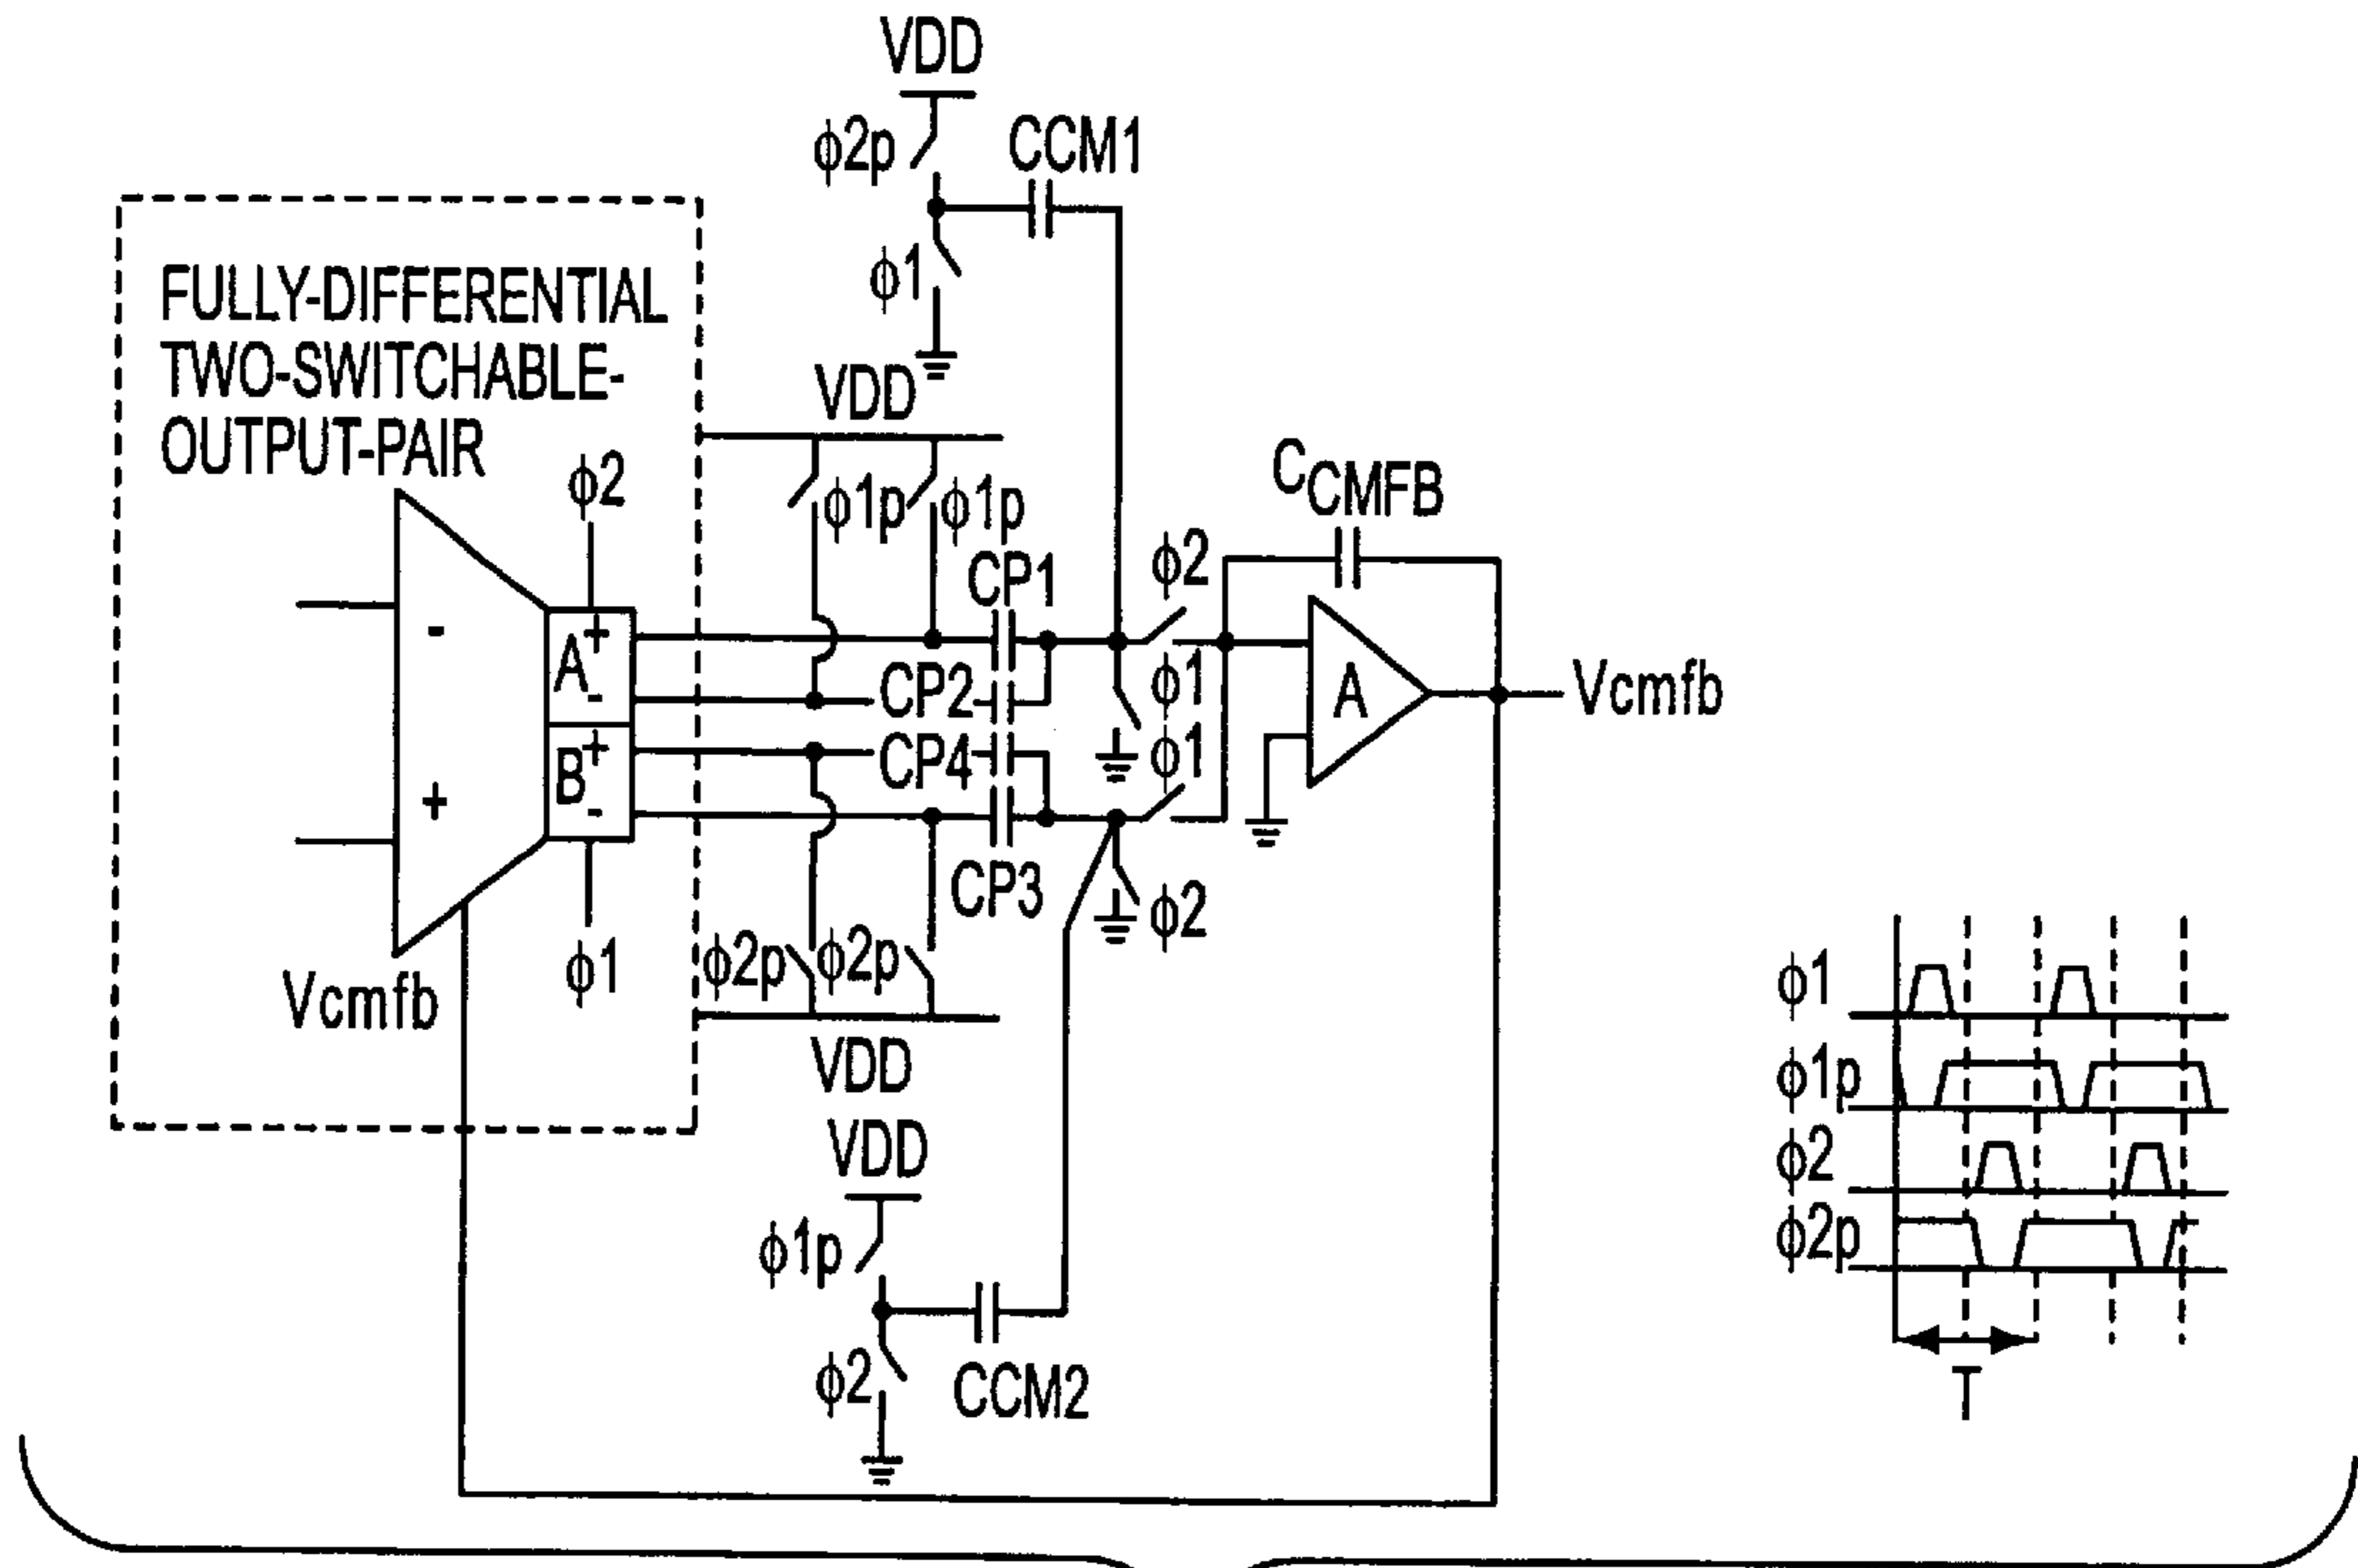 VDD
ϕ2p
CCM1
ϕ1
FULLY-DIFFERENTIAL
TWO-SWITCHABLE-
OUTPUT-PAIR
VDD
ϕ2
ϕ1p
ϕ1p
CCMFB
CP1
ϕ2
-
A
+
-
CP2
ϕ1
A
Vcmfb
+
B
+
-
CP4
ϕ1
CP3
ϕ2
ϕ2p
ϕ2p
ϕ1
Vcmfb
VDD
VDD
ϕ1p
ϕ2
CCM2
ϕ1
ϕ1p
ϕ2
ϕ2p
T